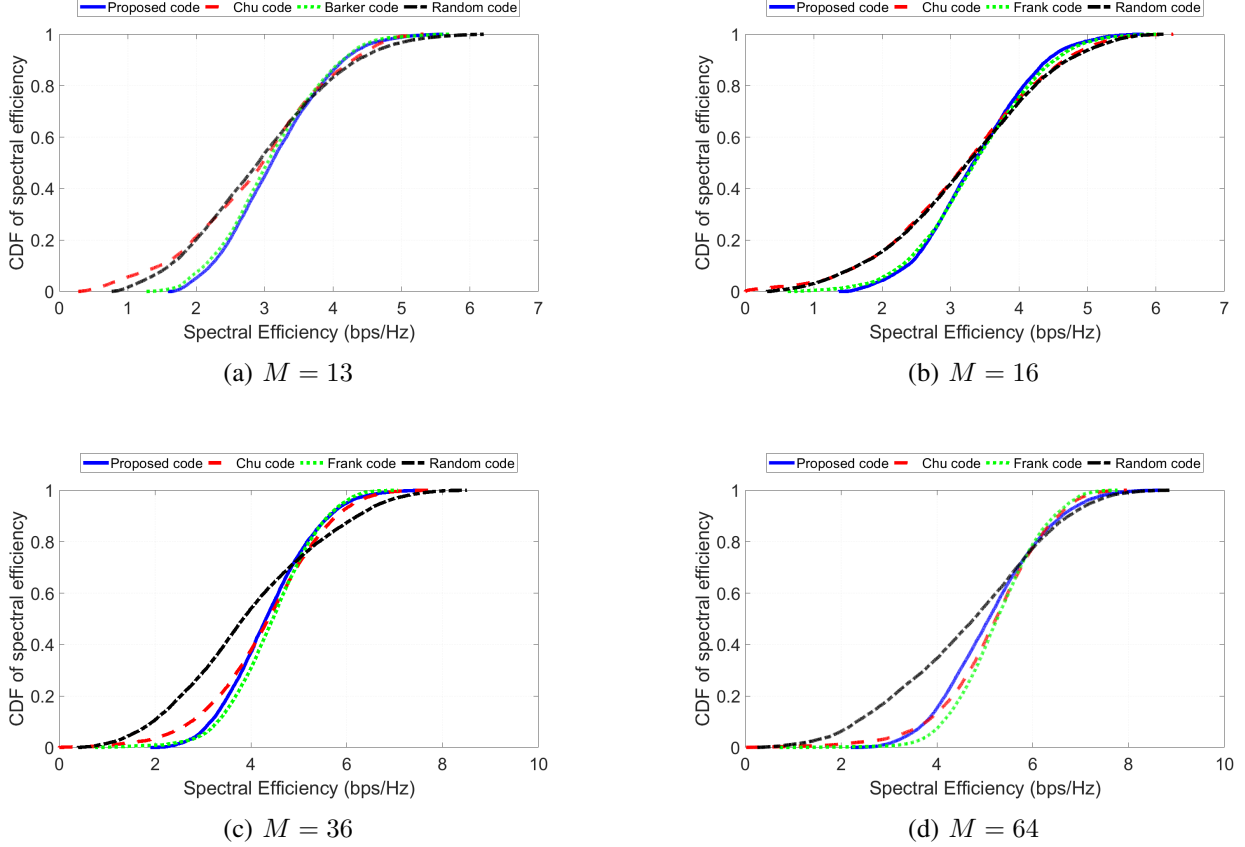 Proposed code Chu code Barker code Random code
1
0.8
0.6
0.4
0.2
0
CDF of spectral efficiency
0 1 2 3 4 5 6 7
Spectral Efficiency (bps/Hz)
(a) M = 13
Proposed code Chu code Frank code Random code
1
0.8
0.6
0.4
0.2
0
CDF of spectral efficiency
0 1 2 3 4 5 6 7
Spectral Efficiency (bps/Hz)
(b) M = 16
Proposed code Chu code Frank code Random code
1
0.8
0.6
0.4
0.2
0
CDF of spectral efficiency
0 2 4 6 8 10
Spectral Efficiency (bps/Hz)
(c) M = 36
Proposed code Chu code Frank code Random code
1
0.8
0.6
0.4
0.2
0
CDF of spectral efficiency
0 2 4 6 8 10
Spectral Efficiency (bps/Hz)
(d) M = 64